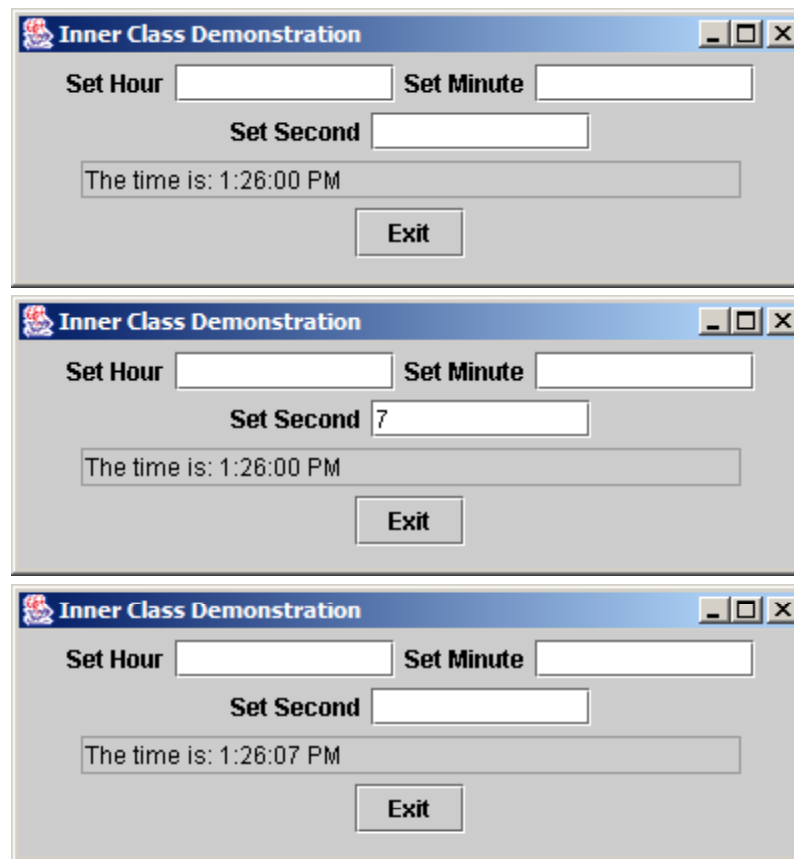 Inner Class Demonstration
Set Hour Set Minute
Set Second
The time is: 1:26:00 PM
Exit
Inner Class Demonstration
Set Hour Set Minute
Set Second 7
The time is: 1:26:00 PM
Exit
Inner Class Demonstration
Set Hour Set Minute
Set Second
The time is: 1:26:07 PM
Exit